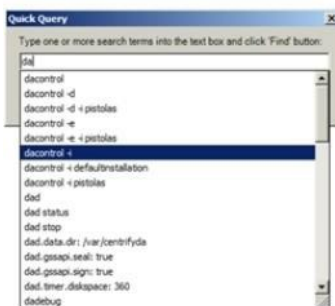 Quick Query
Type one or more search terms into the text box and click 'Find' button:
da
dacontrol
dacontrol -d
dacontrol -d -i pistolas
dacontrol -e
dacontrol -e -i pistolas
dacontrol -i
dacontrol -i defaultinstallation
dacontrol -i pistolas
dad
dad status
dad stop
dad.data.dir: /var/centrifyda
dad.gssapi.seal: true
dad.gssapi.sign: true
dad.timer.diskspace: 360
dadebug